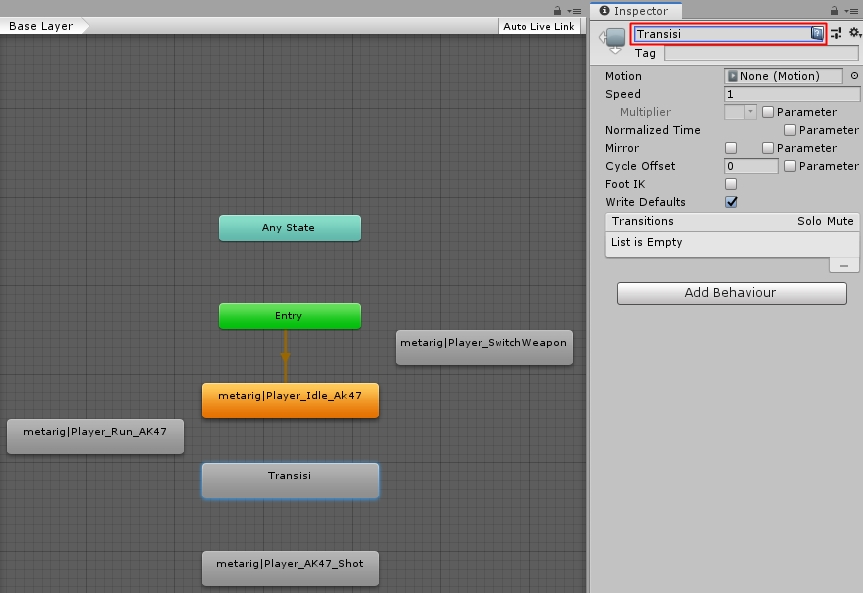 Base Layer
Auto Live Link
Any State
Entry
metarig|Player_SwitchWeapon
metarig|Player_Idle_Ak47
metarig|Player_Run_AK47
Transisi
metarig|Player_AK47_Shot
Inspector
Transisi
Tag
Motion None (Motion)
Speed 1
Multiplier Parameter
Normalized Time Parameter
Mirror Parameter
Cycle Offset 0 Parameter
Foot IK
Write Defaults
Transitions Solo Mute
List is Empty
Add Behaviour